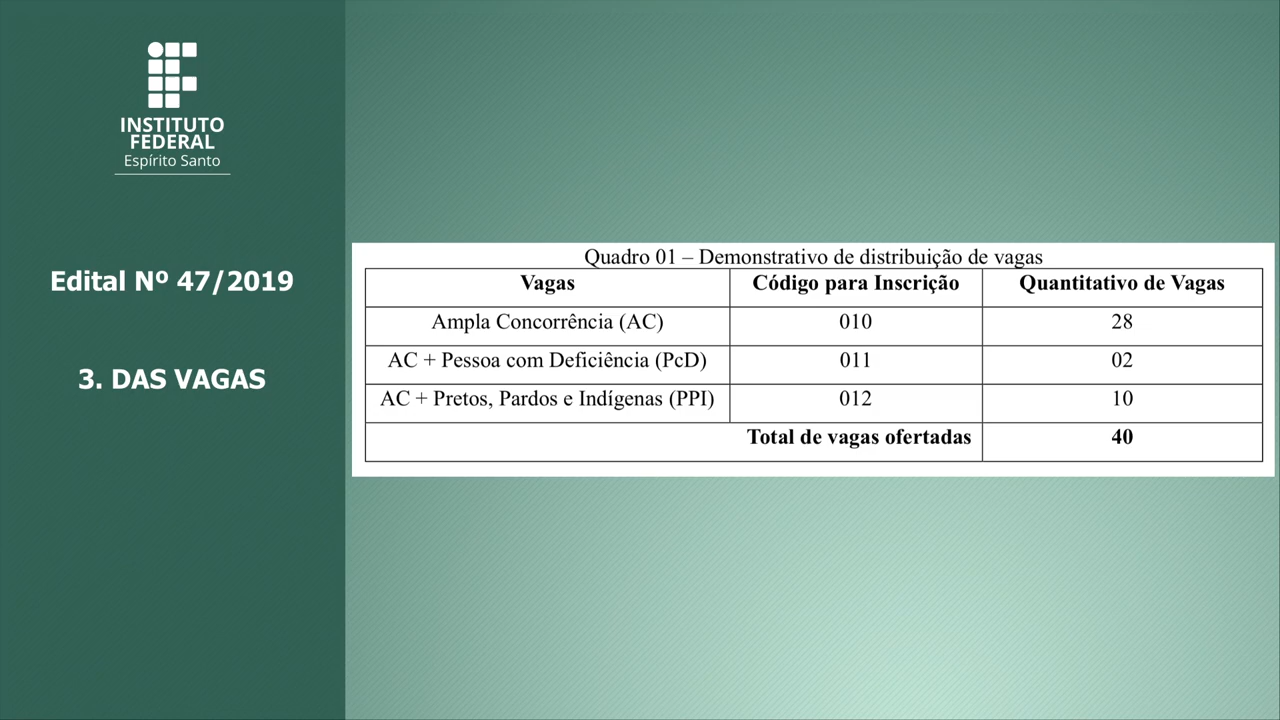 INSTITUTO
FEDERAL
Espírito Santo
Edital Nº 47/2019
3. DAS VAGAS
Quadro 01 – Demonstrativo de distribuição de vagas
Vagas Código para Inscrição Quantitativo de Vagas
Ampla Concorrência (AC) 010 28
AC + Pessoa com Deficiência (PcD) 011 02
AC + Pretos, Pardos e Indígenas (PPI) 012 10
Total de vagas ofertadas 40